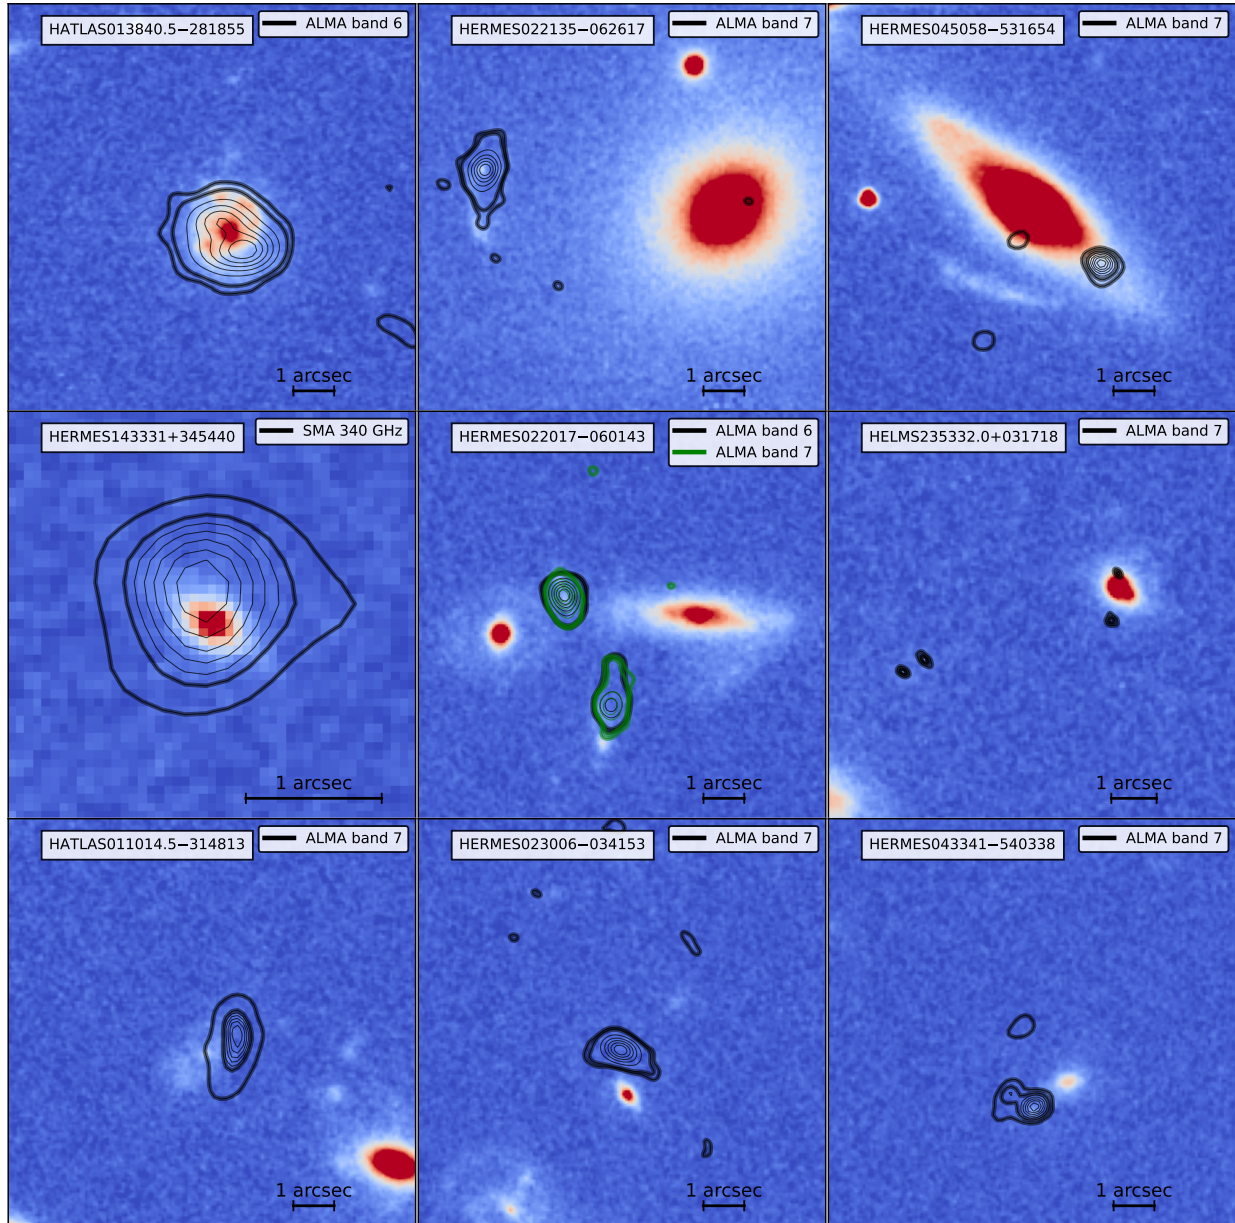 HATLAS013840.5−281855
ALMA band 6
1 arcsec
HERMES022135−062617
ALMA band 7
1 arcsec
HERMES045058−531654
ALMA band 7
1 arcsec
HERMES143331+345440
SMA 340 GHz
1 arcsec
HERMES022017−060143
ALMA band 6
ALMA band 7
1 arcsec
HELMS235332.0+031718
ALMA band 7
1 arcsec
HATLAS011014.5−314813
ALMA band 7
1 arcsec
HERMES023006−034153
ALMA band 7
1 arcsec
HERMES043341−540338
ALMA band 7
1 arcsec